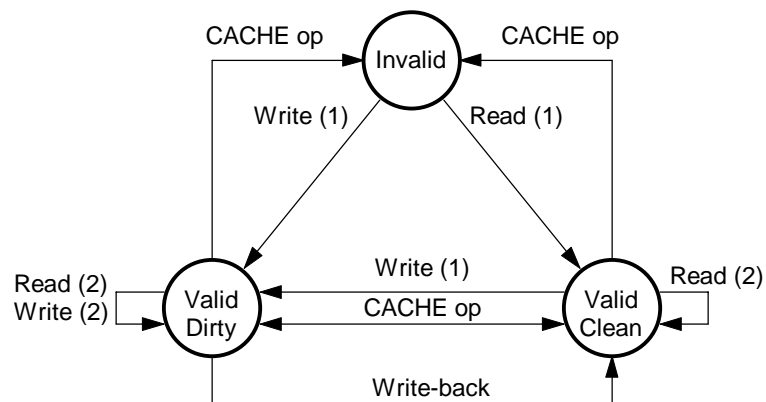 CACHE op
CACHE op
Invalid
Write (1)
Read (1)
Write (1)
Read (2)
Read (2)
Write (2)
Valid
Dirty
CACHE op
Valid
Clean
Write-back